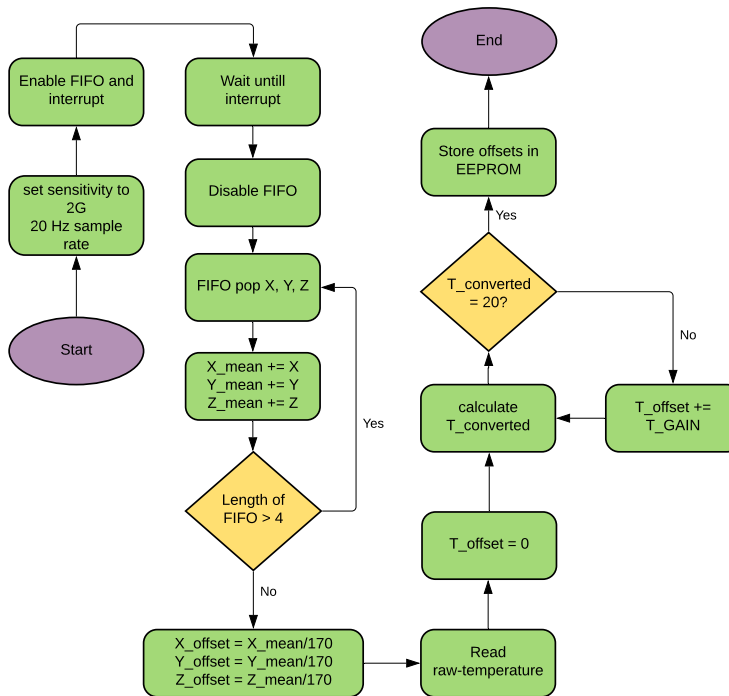 Start
set sensitivity to
2G
20 Hz sample
rate
Enable FIFO and
interrupt
Wait untill
interrupt
Disable FIFO
FIFO pop X, Y, Z
X_mean += X
Y_mean += Y
Z_mean += Z
Length of
FIFO > 4
Yes
No
X_offset = X_mean/170
Y_offset = Y_mean/170
Z_offset = Z_mean/170
Read
raw-temperature
T_offset = 0
calculate
T_converted
T_converted
= 20?
No
T_offset +=
T_GAIN
Yes
Store offsets in
EEPROM
End